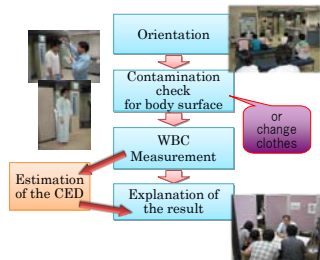 Orientation
Contamination
check
for body surface
or
change
clothes
WBC
Measurement
Estimation
of the CED
Explanation of
the result